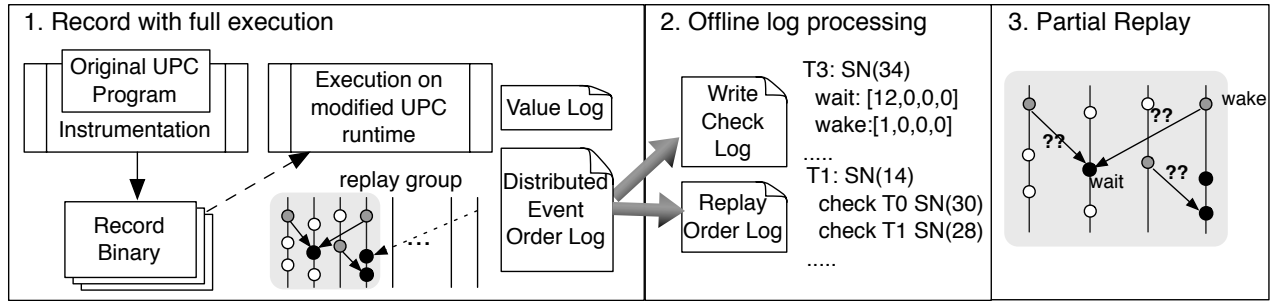 1. Record with full execution
Original UPC
Program
Instrumentation
Execution on
modified UPC
runtime
Value Log
Record
Binary
replay group
...
Distributed
Event
Order Log
2. Offline log processing
Write
Check
Log
Replay
Order Log
T3: SN(34)
wait: [12,0,0,0]
wake:[1,0,0,0]
.....
T1: SN(14)
check T0 SN(30)
check T1 SN(28)
.....
3. Partial Replay
wake
??
??
wait
??